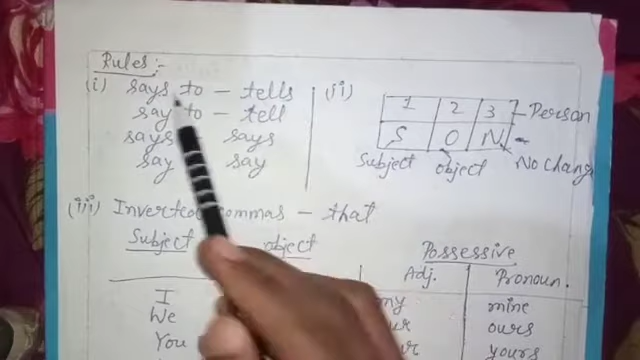 Rules:-
(i) says to - tells
say to - tell
says says
say say
(ii)
1 2 3 - Person
S O N - No Change
Subject object
(iii) Inverted commas - that
Subject object Possessive
Adj. Pronoun.
I my mine
We ours
You yours